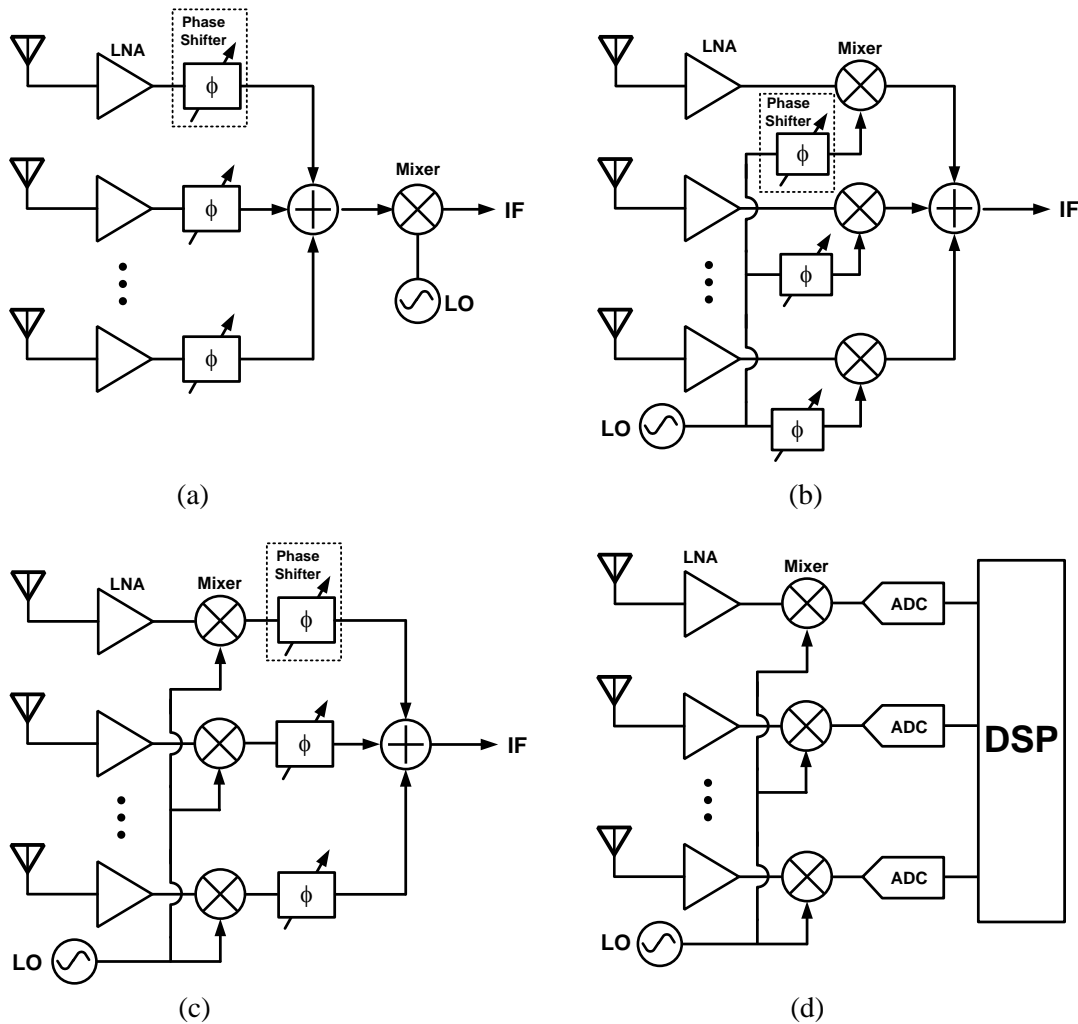 Phase
Shifter
LNA
ϕ
Mixer
ϕ
IF
LO
ϕ
(a)
LNA
Mixer
Phase
Shifter
ϕ
IF
ϕ
LO
ϕ
(b)
LNA
Mixer
Phase
Shifter
ϕ
ϕ
IF
ϕ
LO
(c)
LNA
Mixer
ADC
ADC
DSP
ADC
LO
(d)